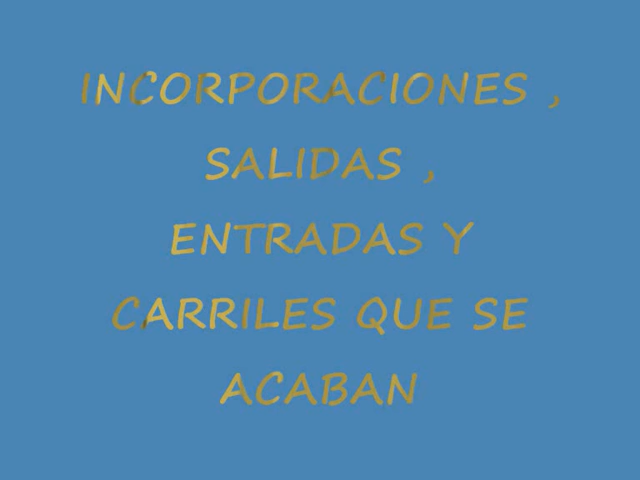 INCORPORACIONES ,
SALIDAS ,
ENTRADAS Y
CARRILES QUE SE
ACABAN